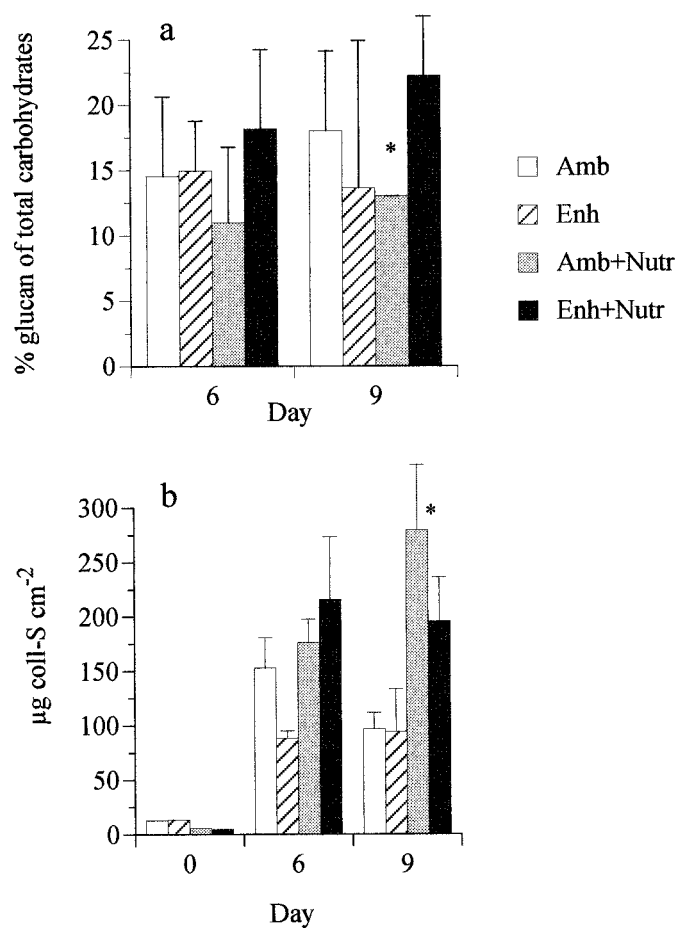 a
% glucan of total carbohydrates
25
20
15
10
5
0
*
6
9
Day
Amb
Enh
Amb+Nutr
Enh+Nutr
b
µg coll-S cm⁻²
300
250
200
150
100
50
0
*
0
6
9
Day